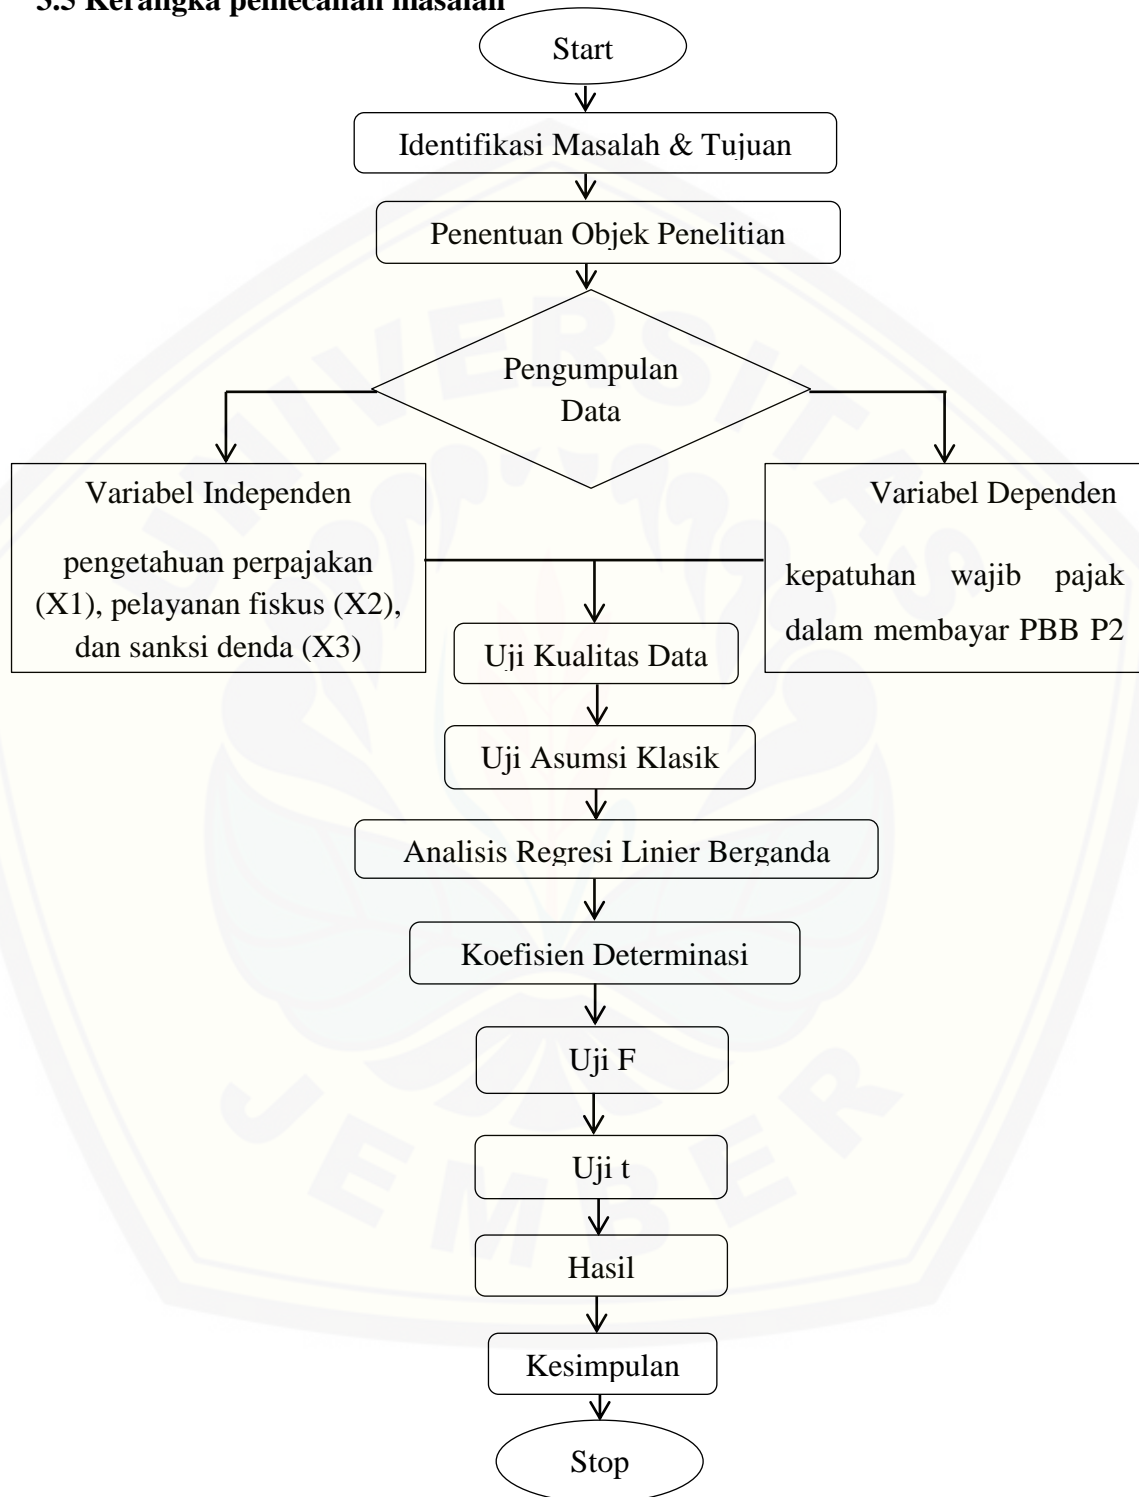 3.5 Kerangka pemecahan masalah
Start
Identifikasi Masalah & Tujuan
Penentuan Objek Penelitian
Pengumpulan
Data
Variabel Independen
pengetahuan perpajakan
(X1), pelayanan fiskus (X2),
dan sanksi denda (X3)
Variabel Dependen
kepatuhan wajib pajak
dalam membayar PBB P2
Uji Kualitas Data
Uji Asumsi Klasik
Analisis Regresi Linier Berganda
Koefisien Determinasi
Uji F
Uji t
Hasil
Kesimpulan
Stop
UNIVERSITAS
JEMBER